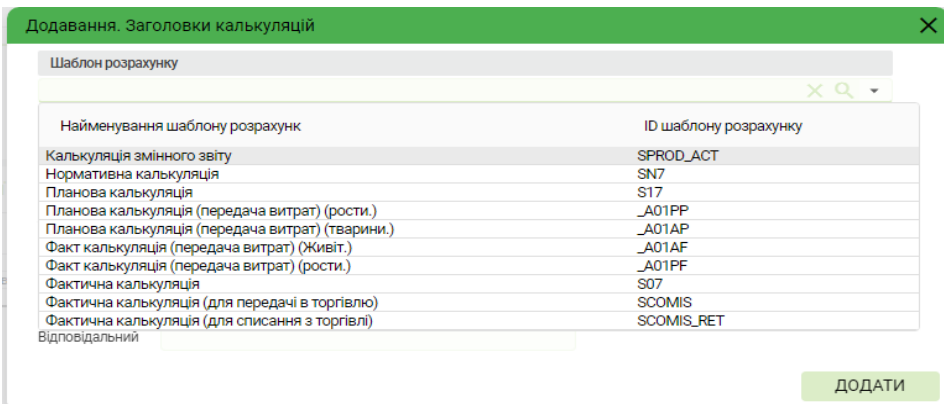 Додавання. Заголовки калькуляцій
Шаблон розрахунку
Найменування шаблону розрахунк ID шаблону розрахунку
Калькуляція змінного звіту SPROD_ACT
Нормативна калькуляція SN7
Планова калькуляція S17
Планова калькуляція (передача витрат) (рости.) _A01PP
Планова калькуляція (передача витрат) (тварини.) _A01AP
Факт калькуляція (передача витрат) (Живіт.) _A01AF
Факт калькуляція (передача витрат) (рости.) _A01PF
Фактична калькуляція S07
Фактична калькуляція (для передачі в торгівлю) SCOMIS
Фактична калькуляція (для списання з торгівлі) SCOMIS_RET
Відповідальний
ДОДАТИ